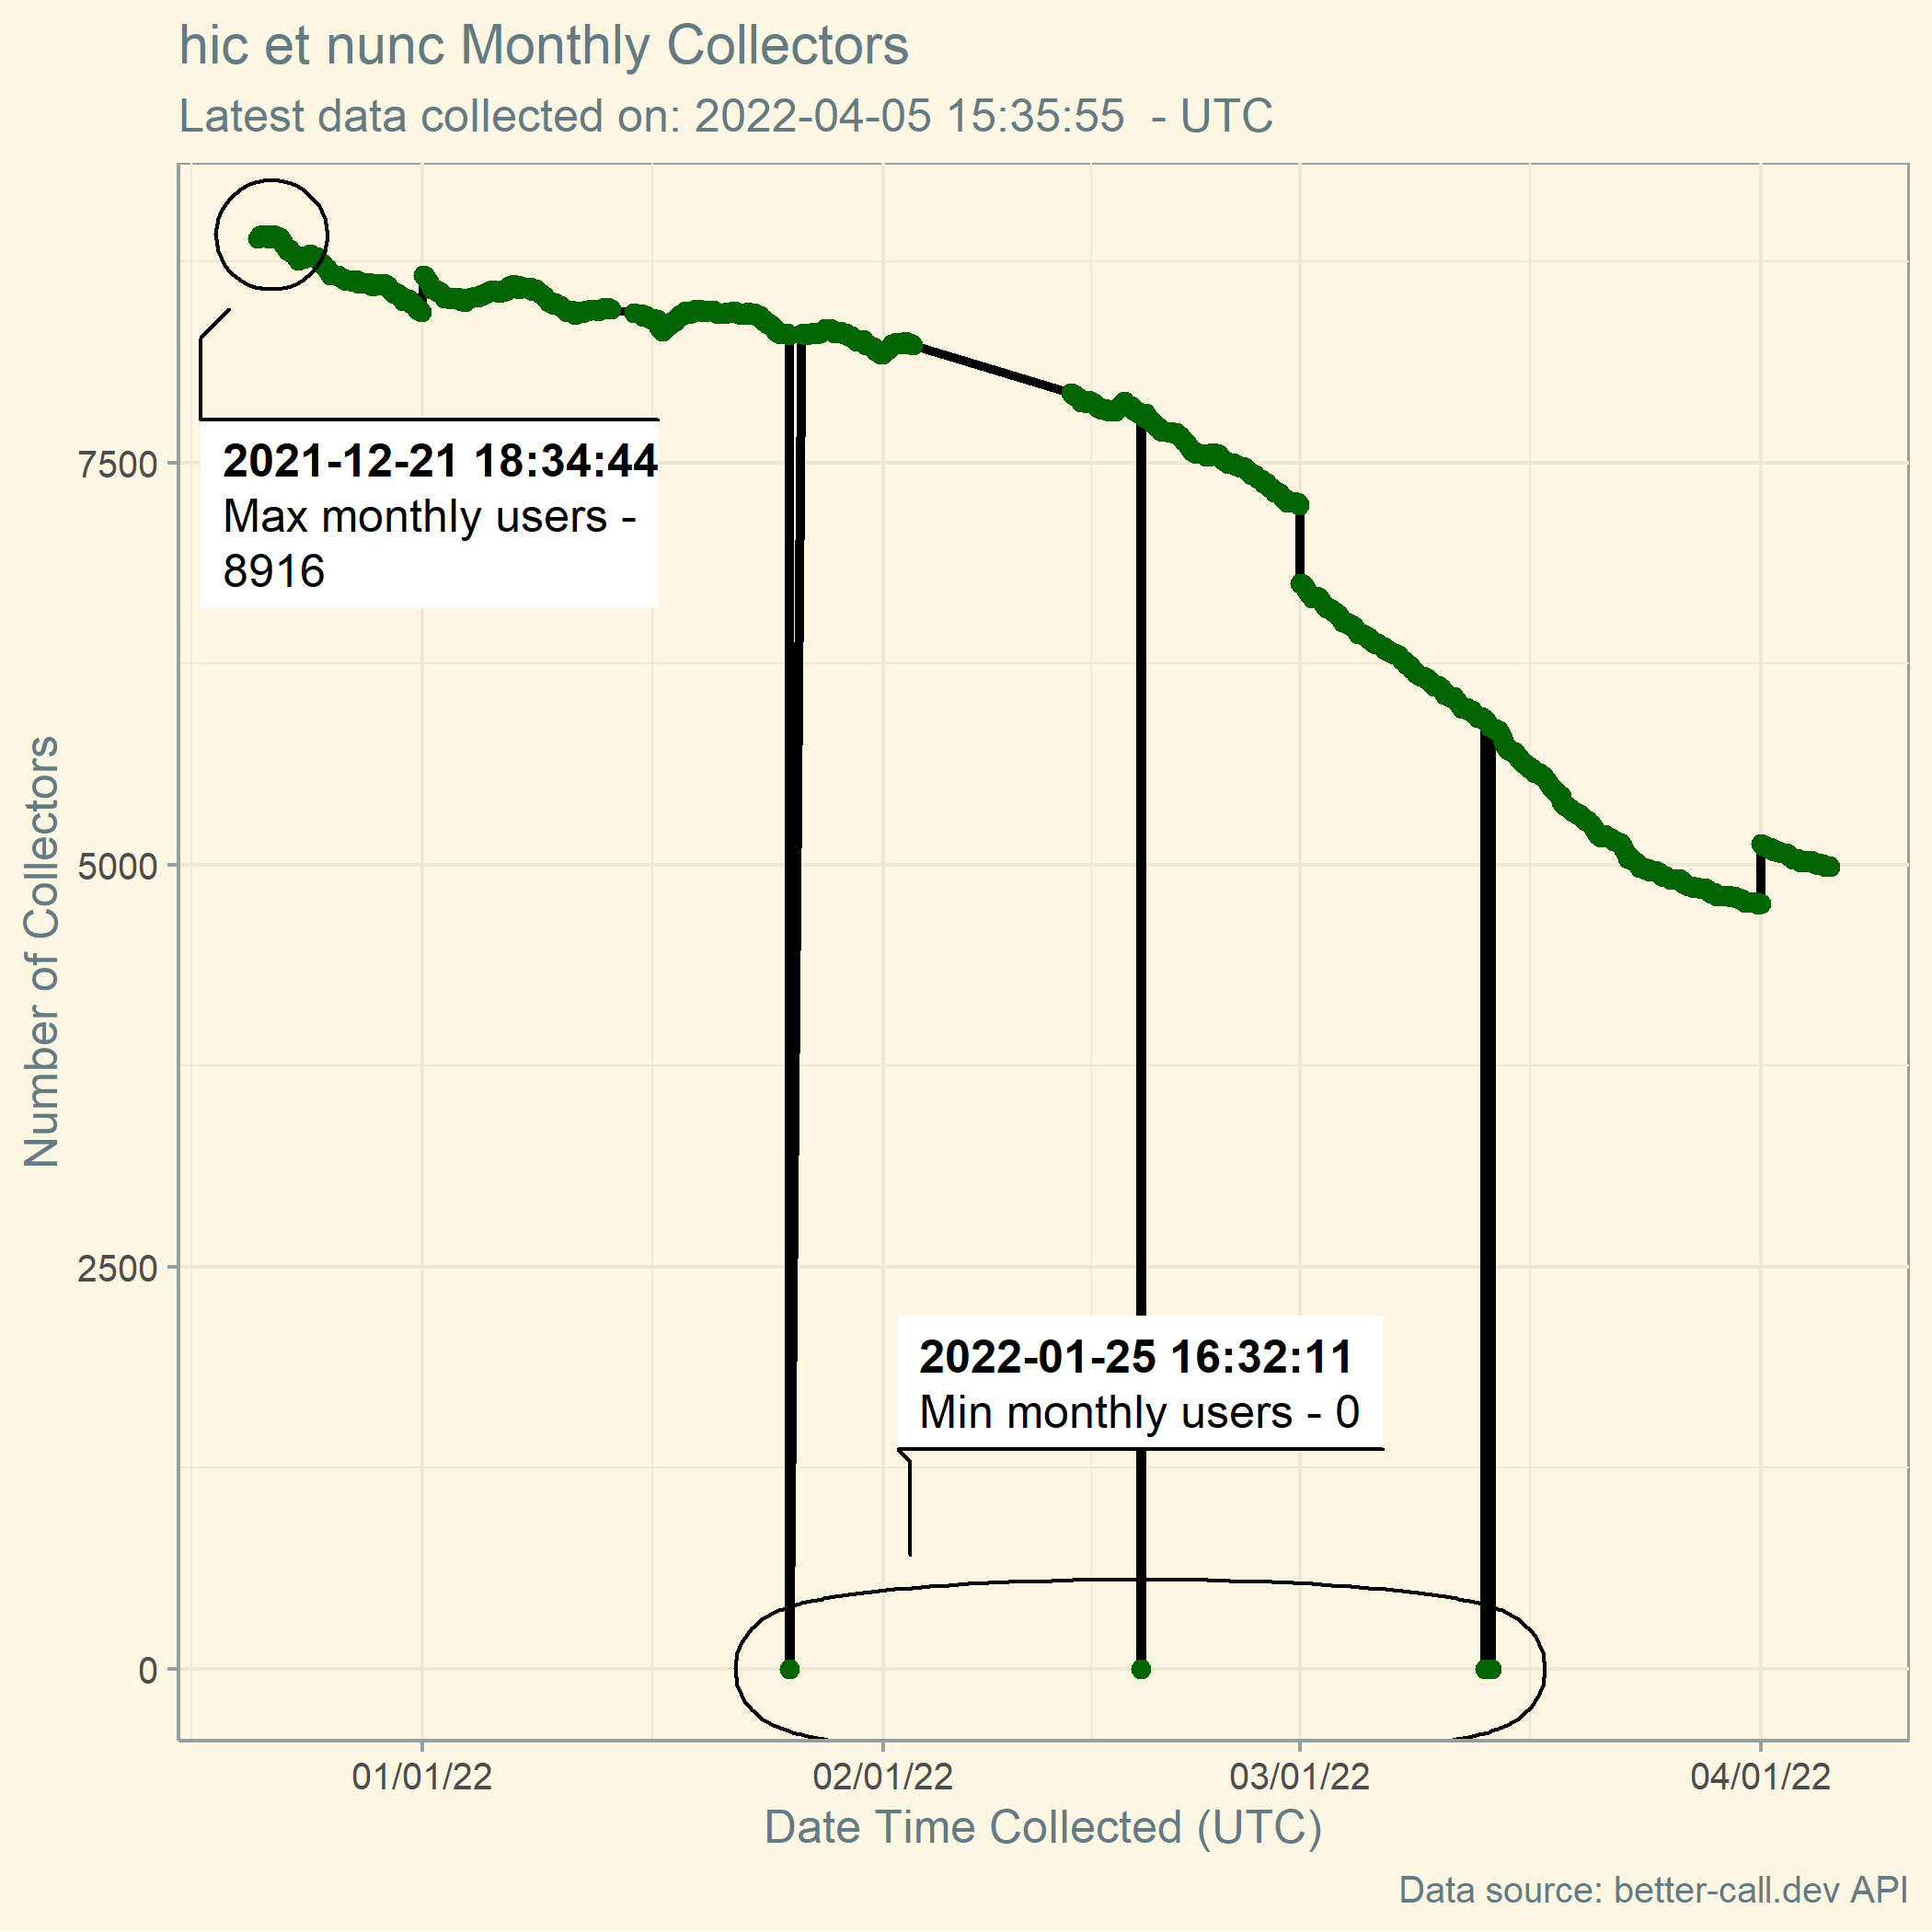 hic et nunc Monthly Collectors
Latest data collected on: 2022-04-05 15:35:55  - UTC
2021-12-21 18:34:44
Max monthly users -
8916
7500
Number of Collectors
5000
2500
2022-01-25 16:32:11
Min monthly users - 0
0
01/01/22
02/01/22
03/01/22
04/01/22
Date Time Collected (UTC)
Data source: better-call.dev API